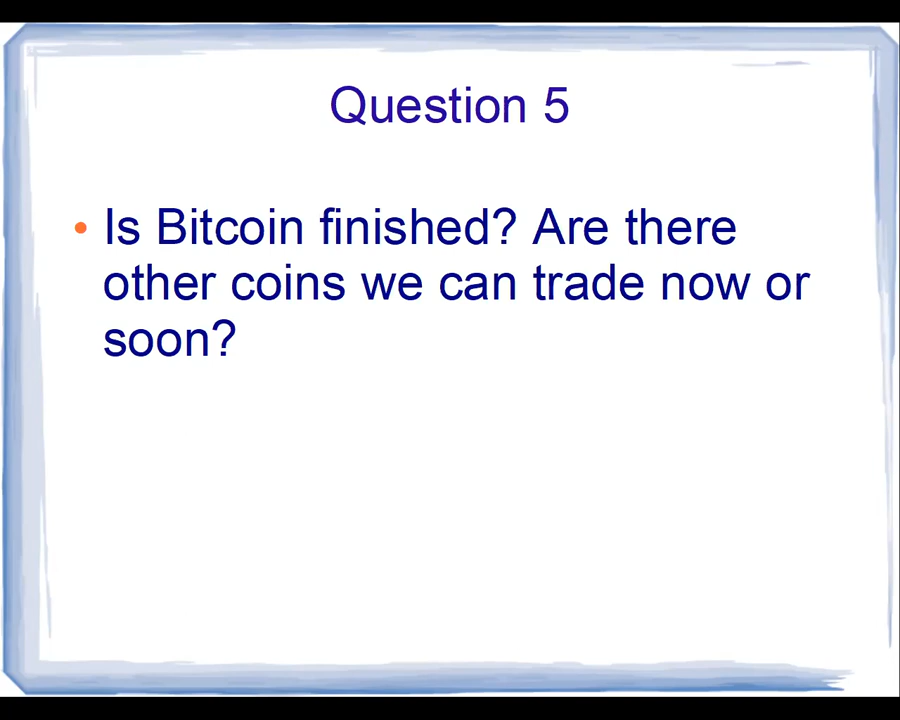 Question 5
• Is Bitcoin finished? Are there
other coins we can trade now or
soon?